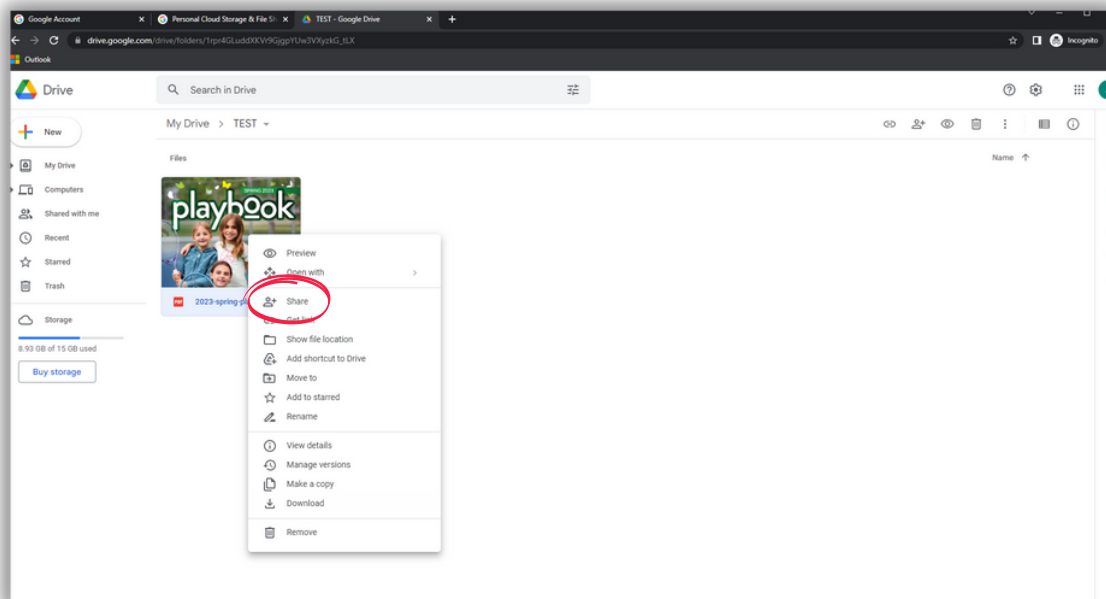 Google Account
Personal Cloud Storage & File Sh
TEST - Google Drive
drive.google.com/drive/folders/1rpr4GLuddXKVr9GjgpYUw3VXyzkG_tLX
Incognito
Outlook
Drive
Search in Drive
New
My Drive > TEST
My Drive
Computers
Shared with me
Recent
Starred
Trash
Storage
8.93 GB of 15 GB used
Buy storage
Files
Name
SPRING 2023
playbook
PDF
2023-spring-pl
Preview
Open with
Share
Get link
Show file location
Add shortcut to Drive
Move to
Add to starred
Rename
View details
Manage versions
Make a copy
Download
Remove